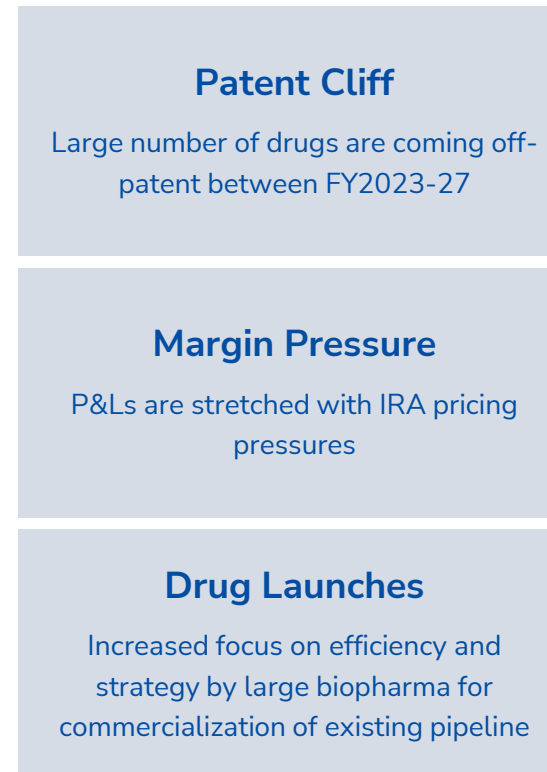 Patent Cliff
Large number of drugs are coming off-
patent between FY2023-27
Margin Pressure
P&Ls are stretched with IRA pricing
pressures
Drug Launches
Increased focus on efficiency and
strategy by large biopharma for
commercialization of existing pipeline